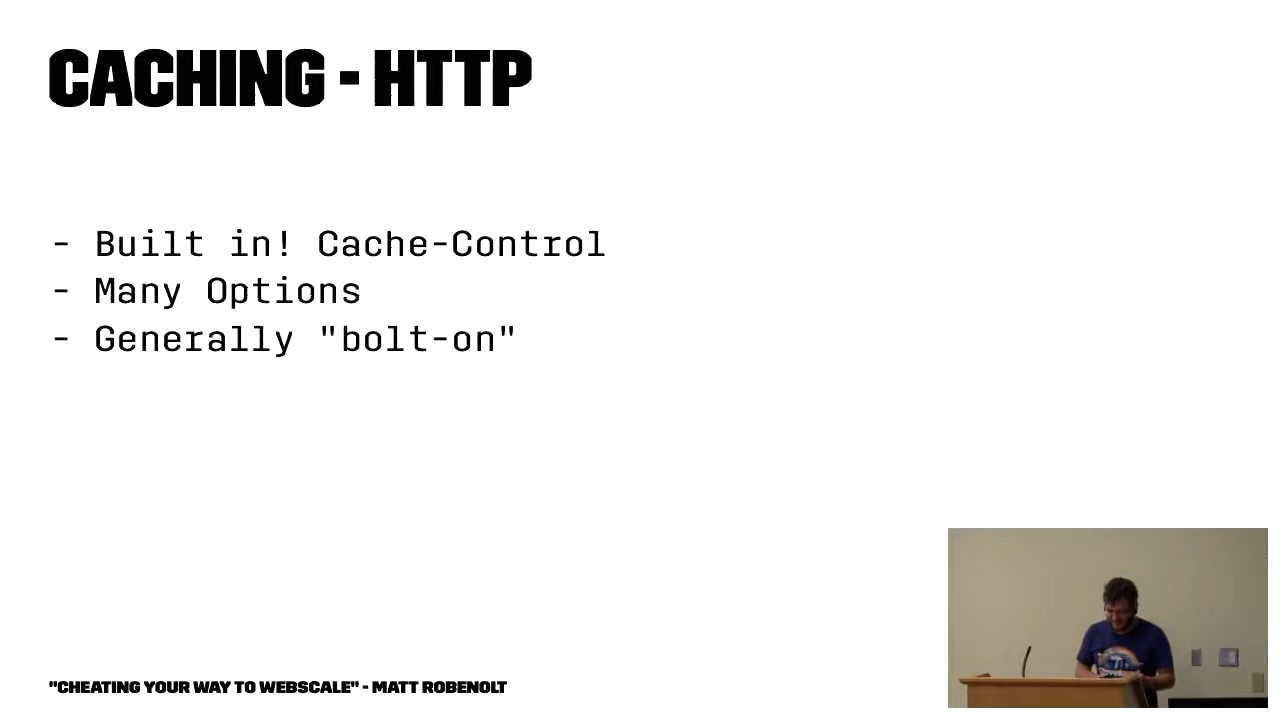 CACHING - HTTP
- Built in! Cache-Control
- Many Options
- Generally "bolt-on"
"CHEATING YOUR WAY TO WEBSCALE" - MATT ROBENOLT